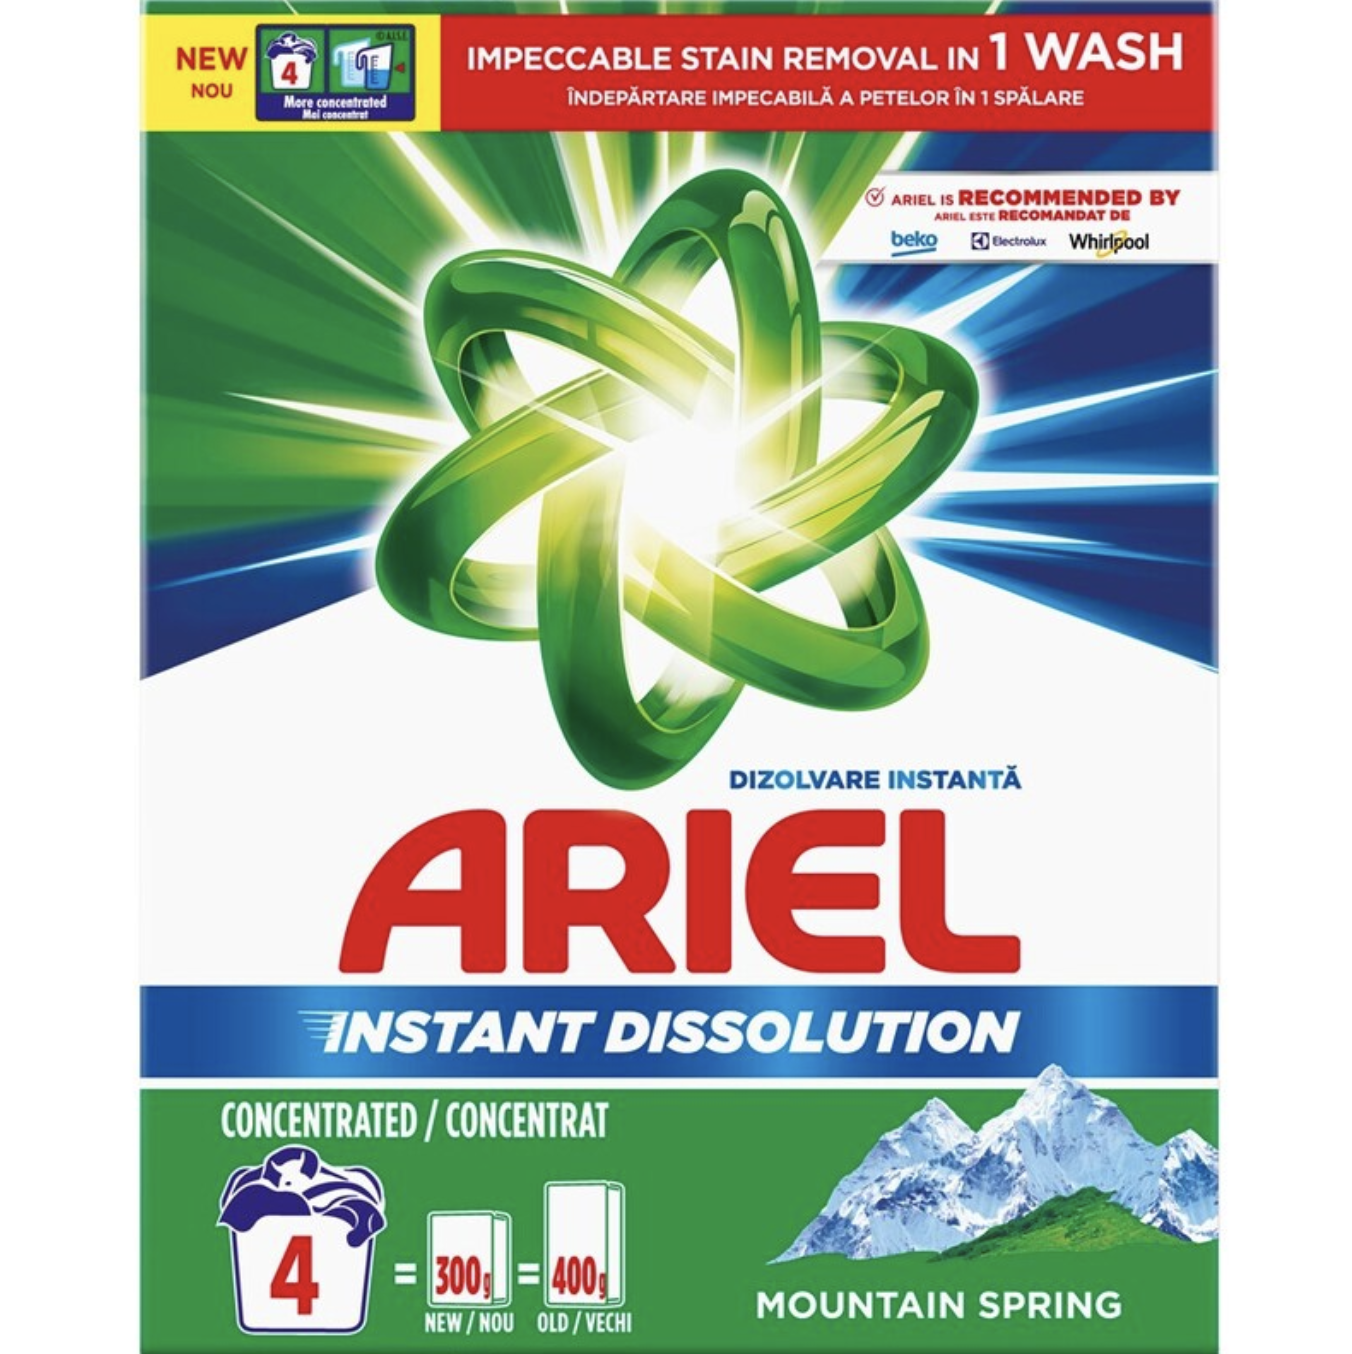 NEW
NOU
4
©A.I.S.E.
More concentrated
Mai concentrat
IMPECCABLE STAIN REMOVAL IN 1 WASH
ÎNDEPĂRTARE IMPECABILĂ A PETELOR ÎN 1 SPĂLARE
ARIEL IS RECOMMENDED BY
ARIEL ESTE RECOMANDAT DE
beko Electrolux Whirlpool
DIZOLVARE INSTANTĂ
ARIEL
INSTANT DISSOLUTION
CONCENTRATED / CONCENTRAT
4 = 300g = 400g
NEW / NOU OLD / VECHI
MOUNTAIN SPRING